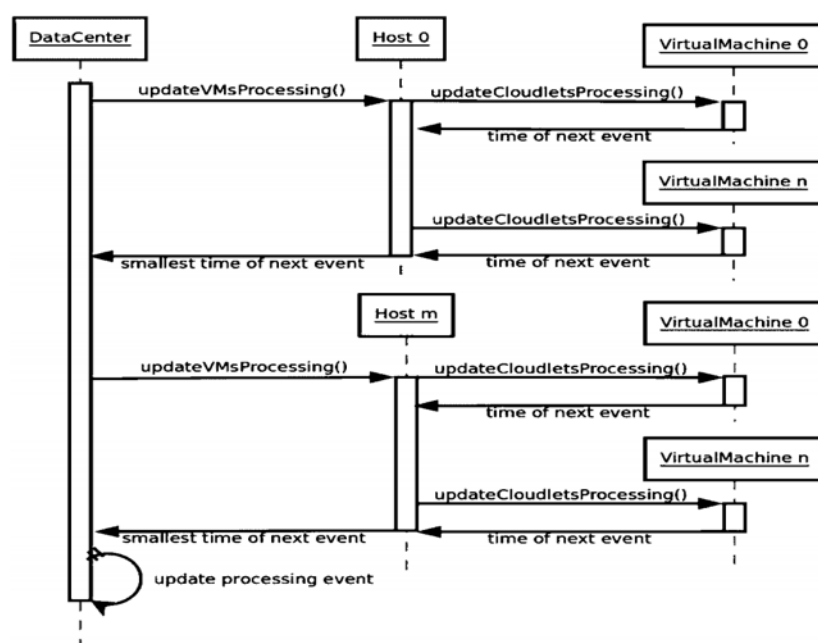 DataCenter
Host 0
VirtualMachine 0
updateVMsProcessing()
updateCloudletsProcessing()
time of next event
VirtualMachine n
updateCloudletsProcessing()
smallest time of next event
time of next event
Host m
VirtualMachine 0
updateVMsProcessing()
updateCloudletsProcessing()
time of next event
VirtualMachine n
updateCloudletsProcessing()
smallest time of next event
time of next event
update processing event